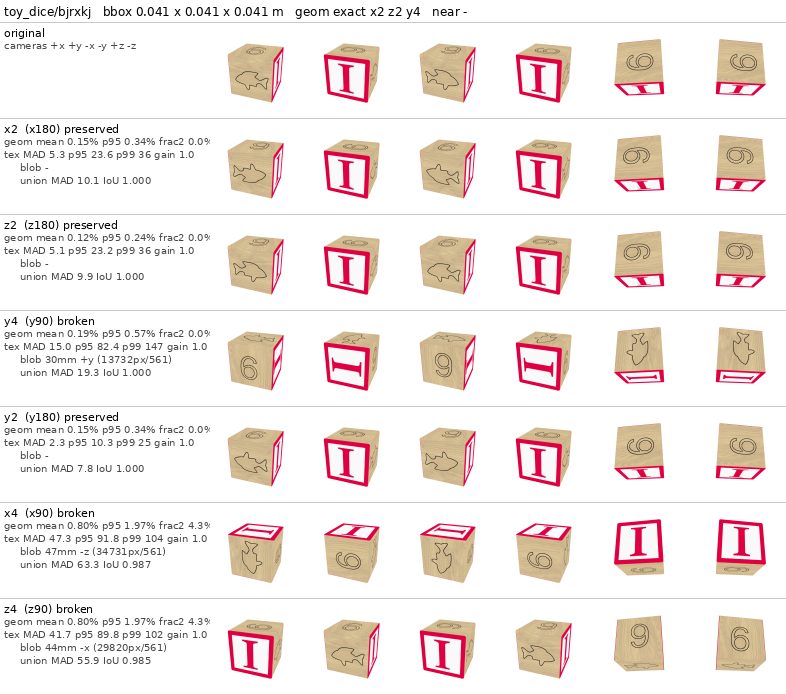 toy_dice/bjrxkj   bbox 0.041 x 0.041 x 0.041 m   geom exact x2 z2 y4   near -
original
cameras +x +y -x -y +z -z
x2  (x180) preserved
geom mean 0.15% p95 0.34% frac2 0.0%
tex MAD 5.3 p95 23.6 p99 36 gain 1.0
blob -
union MAD 10.1 IoU 1.000
z2  (z180) preserved
geom mean 0.12% p95 0.24% frac2 0.0%
tex MAD 5.1 p95 23.2 p99 36 gain 1.0
blob -
union MAD 9.9 IoU 1.000
y4  (y90) broken
geom mean 0.19% p95 0.57% frac2 0.0%
tex MAD 15.0 p95 82.4 p99 147 gain 1.0
blob 30mm +y (13732px/561)
union MAD 19.3 IoU 1.000
y2  (y180) preserved
geom mean 0.15% p95 0.34% frac2 0.0%
tex MAD 2.3 p95 10.3 p99 25 gain 1.0
blob -
union MAD 7.8 IoU 1.000
x4  (x90) broken
geom mean 0.80% p95 1.97% frac2 4.3%
tex MAD 47.3 p95 91.8 p99 104 gain 1.0
blob 47mm -z (34731px/561)
union MAD 63.3 IoU 0.987
z4  (z90) broken
geom mean 0.80% p95 1.97% frac2 4.3%
tex MAD 41.7 p95 89.8 p99 102 gain 1.0
blob 44mm -x (29820px/561)
union MAD 55.9 IoU 0.985